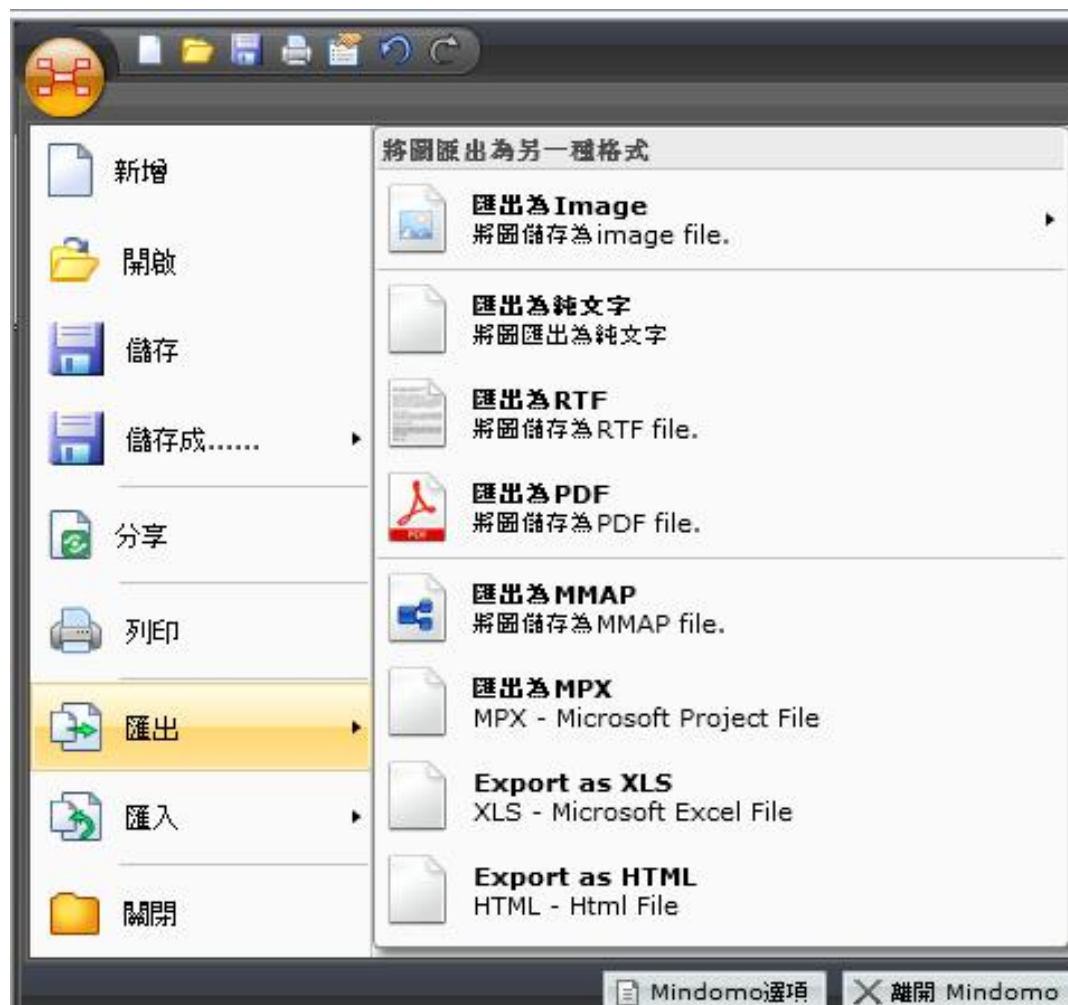 新增
開啟
儲存
儲存成......
分享
列印
匯出
匯入
關閉
將圖匯出為另一種格式
匯出為Image
將圖儲存為image file.
匯出為純文字
將圖匯出為純文字
匯出為RTF
將圖儲存為RTF file.
匯出為PDF
將圖儲存為PDF file.
匯出為MMAP
將圖儲存為MMAP file.
匯出為MPX
MPX - Microsoft Project File
Export as XLS
XLS - Microsoft Excel File
Export as HTML
HTML - Html File
Mindomo選項
離開 Mindomo